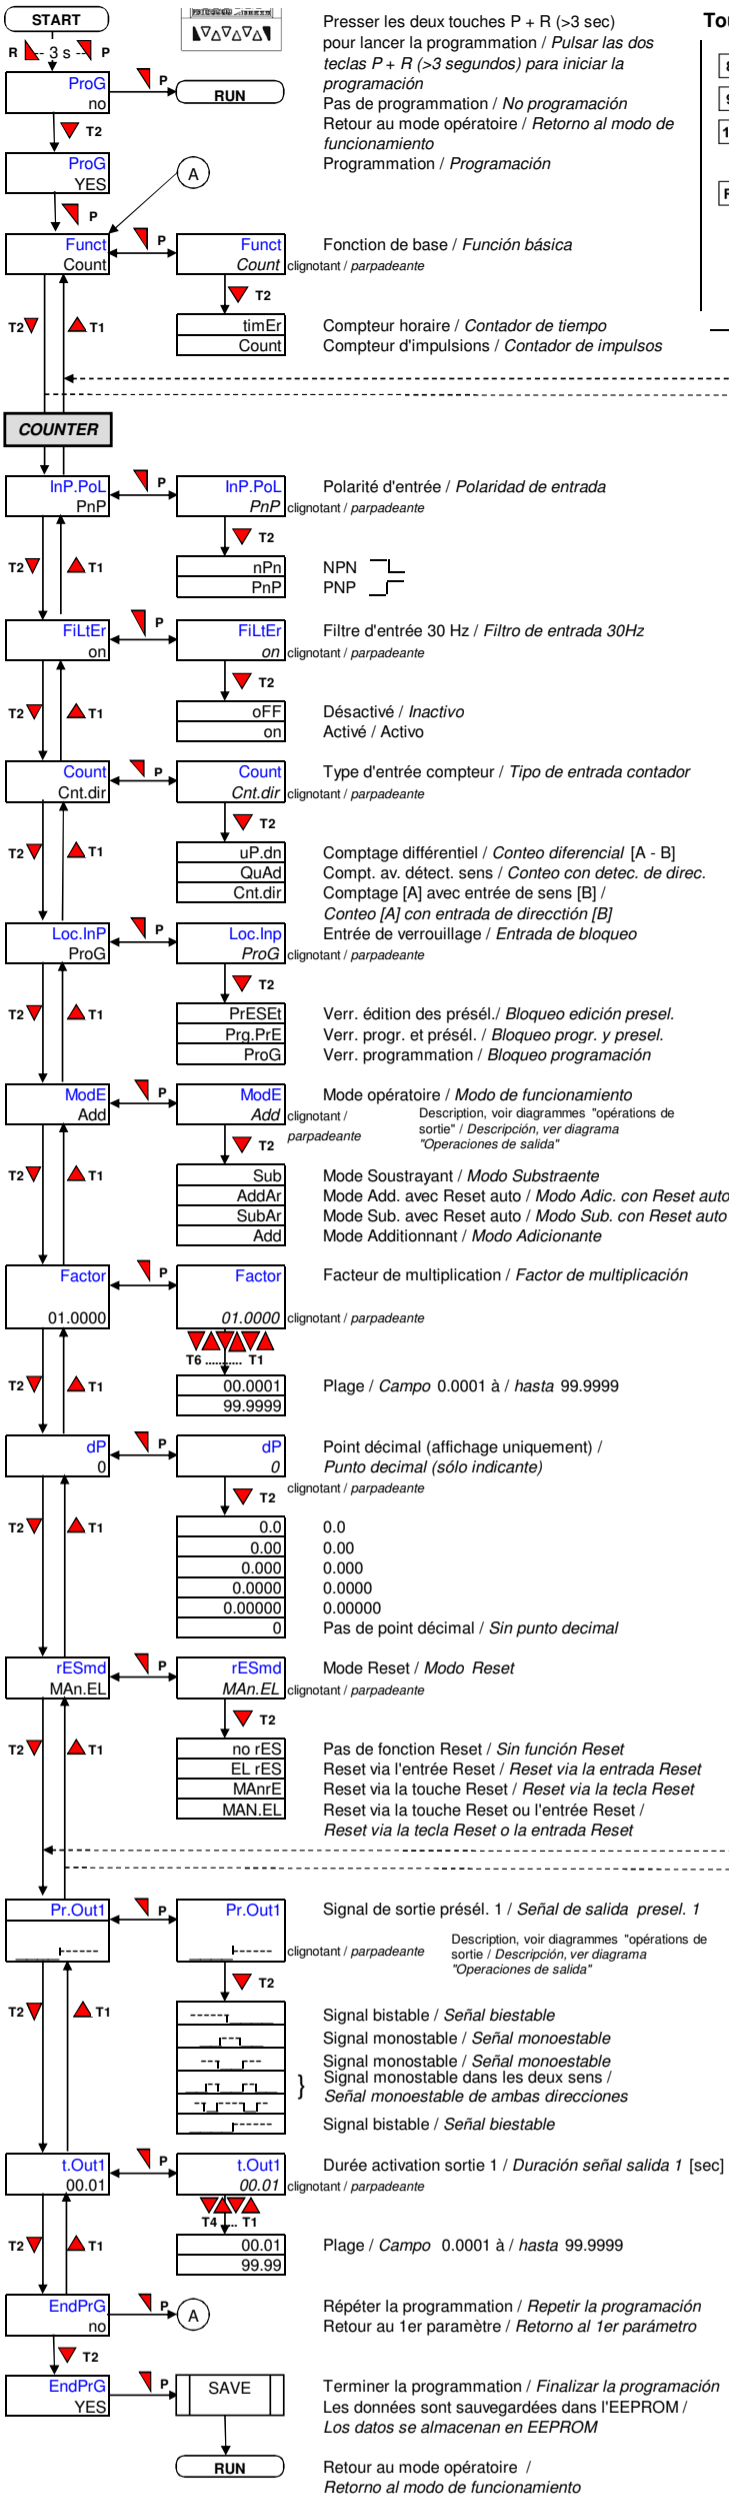 START
Presser les deux touches P + R (>3 sec)
pour lancer la programmation / Pulsar las dos
teclas P + R (>3 segundos) para iniciar la
programación
R -- 3 s -- P
ProG
no
P
RUN
Pas de programmation / No programación
Retour au mode opératoire / Retorno al modo de
funcionamiento
T2
ProG
YES
Programmation / Programación
A
P
Funct
Count
P
Funct
Count
clignotant / parpadeante
Fonction de base / Función básica
T2
T2
T1
timEr
Compteur horaire / Contador de tiempo
Count
Compteur d'impulsions / Contador de impulsos
COUNTER
InP.PoL
PnP
P
InP.PoL
PnP
clignotant / parpadeante
Polarité d'entrée / Polaridad de entrada
T2
T2
T1
nPn
NPN
PnP
PNP
FiLtEr
on
P
FiLtEr
on
clignotant / parpadeante
Filtre d'entrée 30 Hz / Filtro de entrada 30Hz
T2
T2
T1
oFF
Désactivé / Inactivo
on
Activé / Activo
Count
Cnt.dir
P
Count
Cnt.dir
clignotant / parpadeante
Type d'entrée compteur / Tipo de entrada contador
T2
T2
T1
uP.dn
Comptage différentiel / Conteo diferencial [A - B]
QuAd
Compt. av. détect. sens / Conteo con detec. de direc.
Cnt.dir
Comptage [A] avec entrée de sens [B] /
Conteo [A] con entrada de direcctión [B]
Loc.InP
ProG
P
Loc.Inp
ProG
clignotant / parpadeante
Entrée de verrouillage / Entrada de bloqueo
T2
T2
T1
PrESEt
Verr. édition des présél./ Bloqueo edición presel.
Prg.PrE
Verr. progr. et présél. / Bloqueo progr. y presel.
ProG
Verr. programmation / Bloqueo programación
ModE
Add
P
ModE
Add
clignotant /
parpadeante
Mode opératoire / Modo de funcionamiento
Description, voir diagrammes "opérations de
sortie" / Descripción, ver diagrama
"Operaciones de salida"
T2
T2
T1
Sub
Mode Soustrayant / Modo Substraente
AddAr
Mode Add. avec Reset auto / Modo Adic. con Reset auto
SubAr
Mode Sub. avec Reset auto / Modo Sub. con Reset auto
Add
Mode Additionnant / Modo Adicionante
Factor
01.0000
P
Factor
01.0000
clignotant / parpadeante
Facteur de multiplication / Factor de multiplicación
T6 ........... T1
T2
T1
00.0001
99.9999
Plage / Campo 0.0001 à / hasta 99.9999
dP
0
P
dP
0
Point décimal (affichage uniquement) /
Punto decimal (sólo indicante)
clignotant / parpadeante
T2
T2
T1
0.0
0.0
0.00
0.00
0.000
0.000
0.0000
0.0000
0.00000
0.00000
0
Pas de point décimal / Sin punto decimal
rESmd
MAn.EL
P
rESmd
MAn.EL
clignotant / parpadeante
Mode Reset / Modo Reset
T2
T2
T1
no rES
Pas de fonction Reset / Sin función Reset
EL rES
Reset via l'entrée Reset / Reset via la entrada Reset
MAnrE
Reset via la touche Reset / Reset via la tecla Reset
MAN.EL
Reset via la touche Reset ou l'entrée Reset /
Reset via la tecla Reset o la entrada Reset
Pr.Out1
P
Pr.Out1
clignotant / parpadeante
Signal de sortie présél. 1 / Señal de salida presel. 1
Description, voir diagrammes "opérations de
sortie / Descripción, ver diagrama
"Operaciones de salida"
T2
T2
T1
Signal bistable / Señal biestable
Signal monostable / Señal monoestable
Signal monostable / Señal monoestable
Signal monostable dans les deux sens /
Señal monoestable de ambas direcciones
Signal bistable / Señal biestable
t.Out1
00.01
P
t.Out1
00.01
clignotant / parpadeante
Durée activation sortie 1 / Duración señal salida 1 [sec]
T4 ... T1
T2
T1
00.01
99.99
Plage / Campo 0.0001 à / hasta 99.9999
EndPrG
no
P
A
Répéter la programmation / Repetir la programación
Retour au 1er paramètre / Retorno al 1er parámetro
T2
EndPrG
YES
P
SAVE
Terminer la programmation / Finalizar la programación
Les données sont sauvegardées dans l'EEPROM /
Los datos se almacenan en EEPROM
RUN
Retour au mode opératoire /
Retorno al modo de funcionamiento